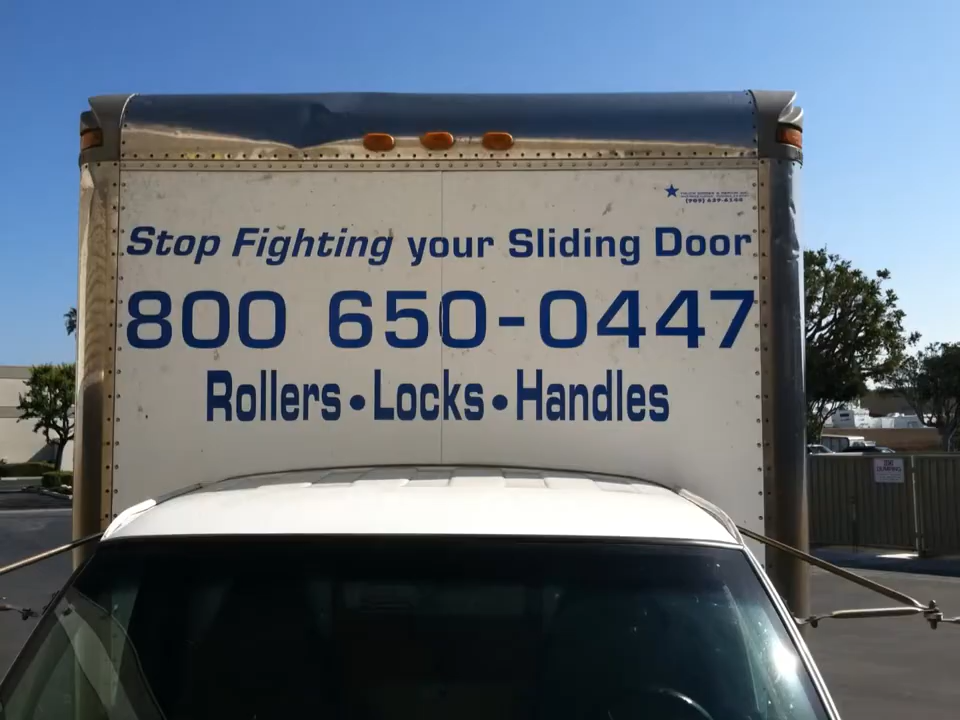 Stop Fighting your Sliding Door
800 650-0447
Rollers • Locks • Handles